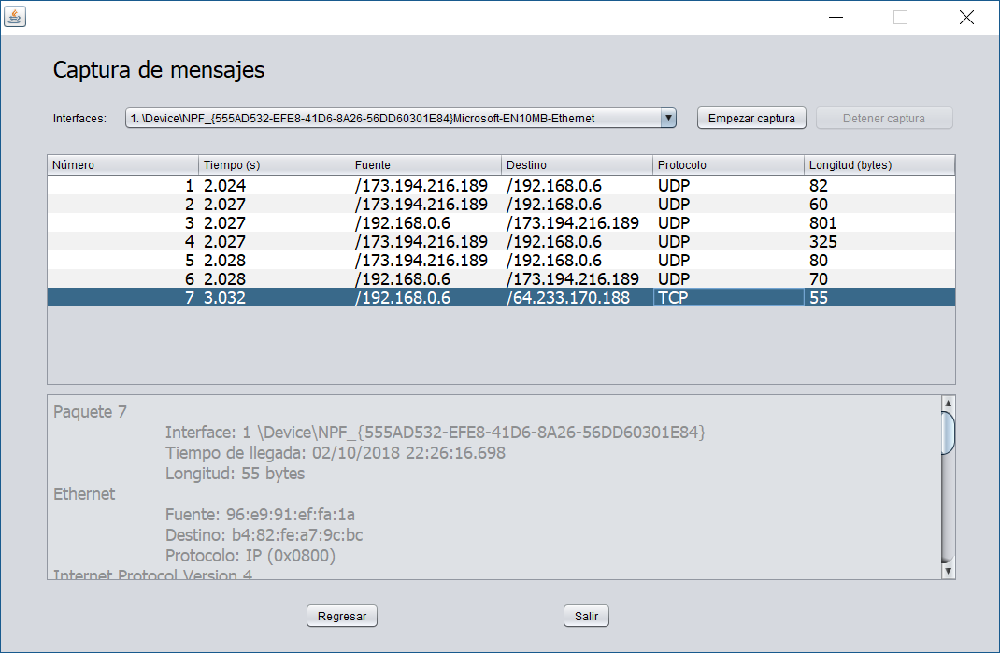 Captura de mensajes
Interfaces: 1. \Device\NPF_{555AD532-EFE8-41D6-8A26-56DD60301E84}Microsoft-EN10MB-Ethernet Empezar captura Detener captura
Número Tiempo (s) Fuente Destino Protocolo Longitud (bytes)
1 2.024 /173.194.216.189 /192.168.0.6 UDP 82
2 2.027 /173.194.216.189 /192.168.0.6 UDP 60
3 2.027 /192.168.0.6 /173.194.216.189 UDP 801
4 2.027 /173.194.216.189 /192.168.0.6 UDP 325
5 2.028 /173.194.216.189 /192.168.0.6 UDP 80
6 2.028 /192.168.0.6 /173.194.216.189 UDP 70
7 3.032 /192.168.0.6 /64.233.170.188 TCP 55
Paquete 7
Interface: 1 \Device\NPF_{555AD532-EFE8-41D6-8A26-56DD60301E84}
Tiempo de llegada: 02/10/2018 22:26:16.698
Longitud: 55 bytes
Ethernet
Fuente: 96:e9:91:ef:fa:1a
Destino: b4:82:fe:a7:9c:bc
Protocolo: IP (0x0800)
Internet Protocol Version 4
Regresar Salir